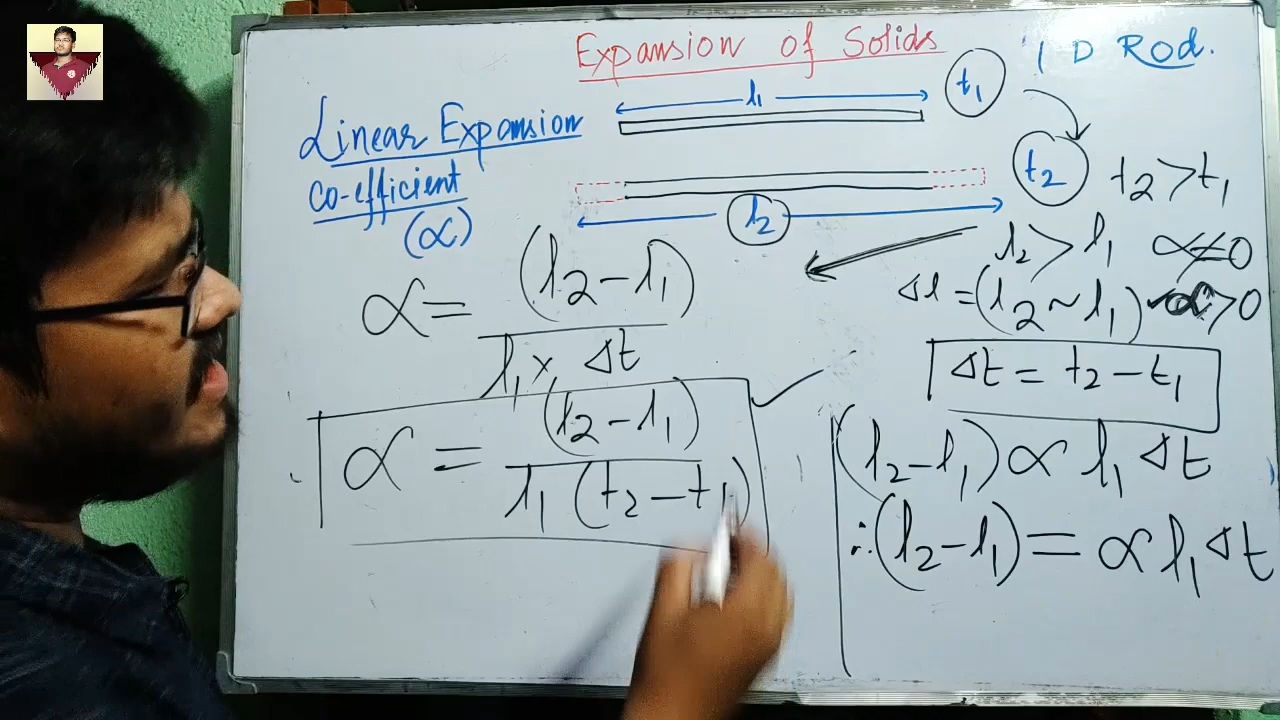 Expansion of Solids
1 D Rod.
l₁
t₁
Linear Expansion
co-efficient
(α)
t₂
t₂ > t₁
l₂
l₂ > l₁ α ≠ 0
Δl = (l₂ ~ l₁) ✓ α > 0
α = (l₂ - l₁) / l₁ × Δt
Δt = t₂ - t₁
α = (l₂ - l₁) / l₁ (t₂ - t₁)
(l₂ - l₁) ∝ l₁ Δt
∴ (l₂ - l₁) = α l₁ Δt